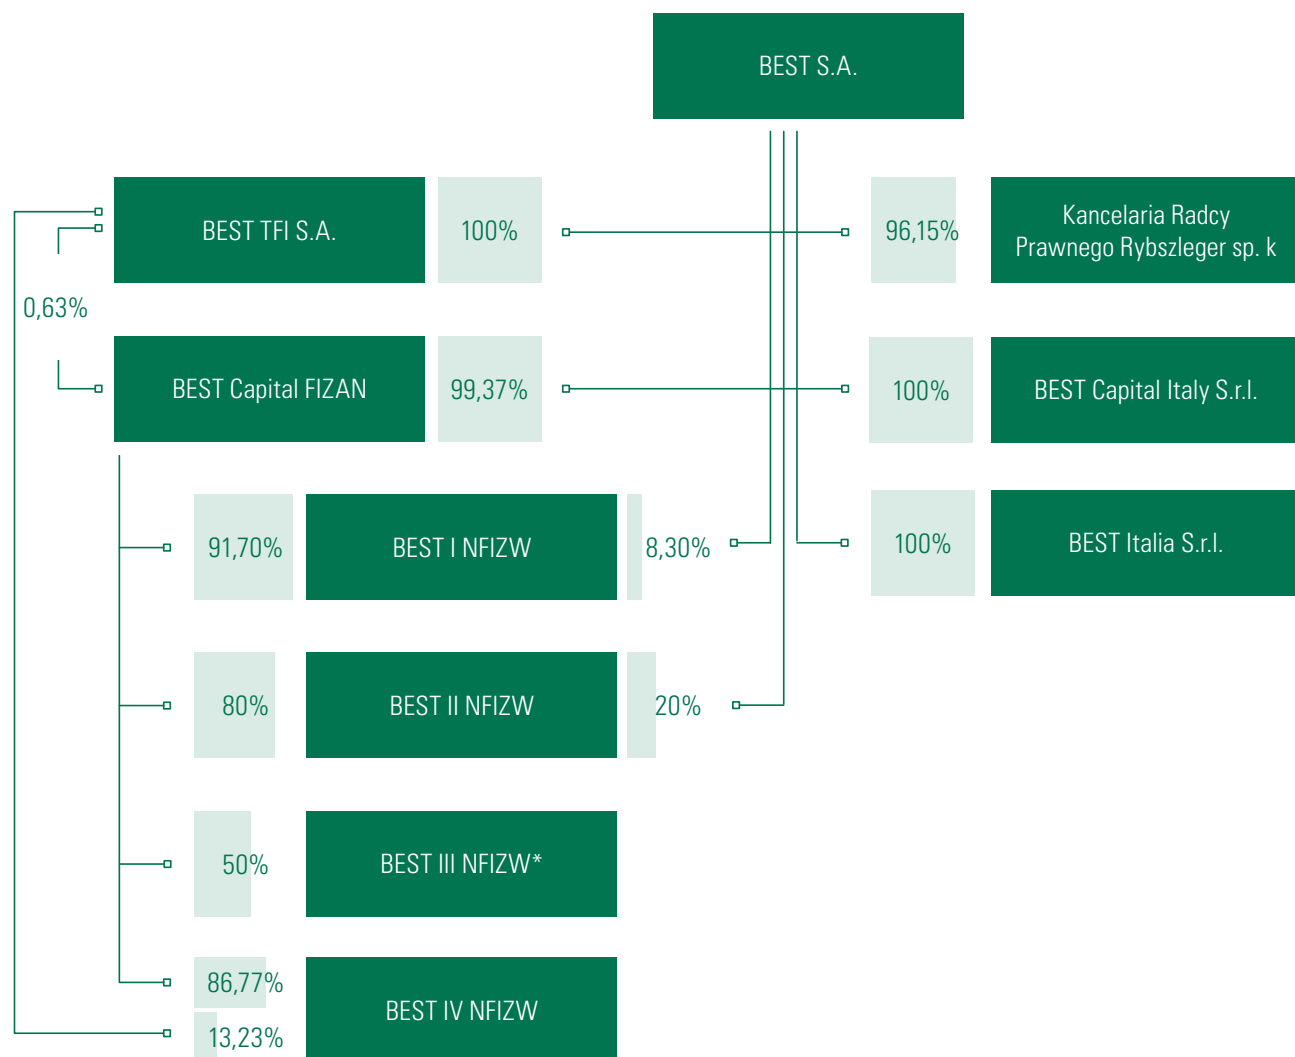 BEST S.A.
BEST TFI S.A.
100%
96,15%
Kancelaria Radcy
Prawnego Rybszleger sp. k
0,63%
BEST Capital FIZAN
99,37%
100%
BEST Capital Italy S.r.l.
91,70%
BEST I NFIZW
8,30%
100%
BEST Italia S.r.l.
80%
BEST II NFIZW
20%
50%
BEST III NFIZW*
86,77%
BEST IV NFIZW
13,23%